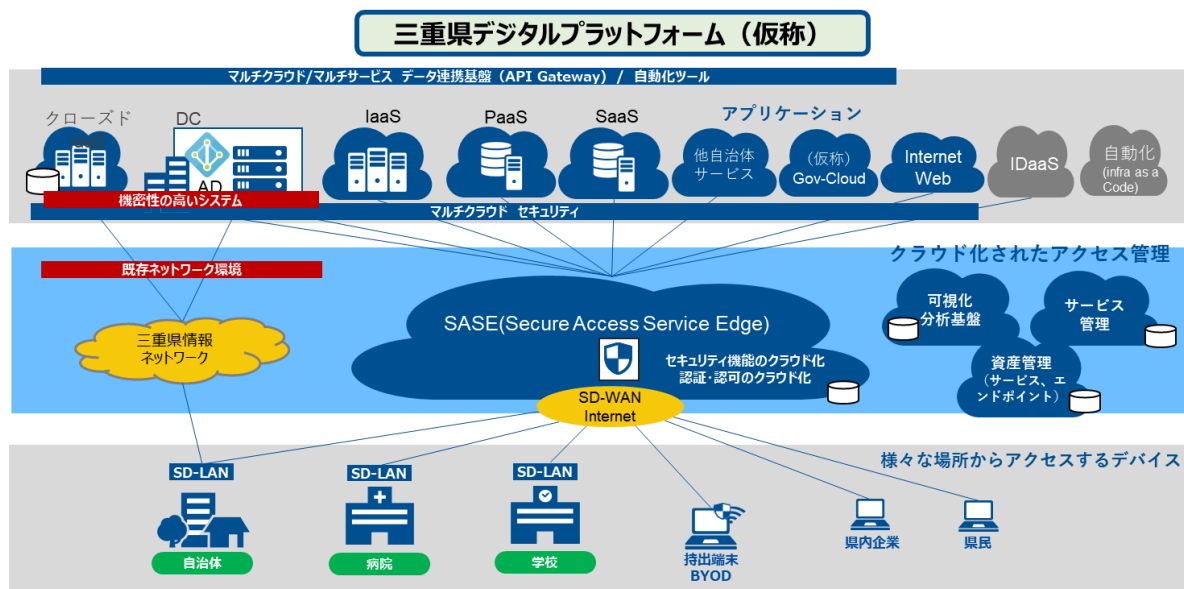 三重県デジタルプラットフォーム（仮称）
マルチクラウド/マルチサービス データ連携基盤（API Gateway） / 自動化ツール
クローズド
DC
IaaS
PaaS
SaaS
アプリケーション
AD
他自治体
サービス
（仮称）
Gov-Cloud
Internet
Web
IDaaS
自動化
(infra as a
Code)
機密性の高いシステム
マルチクラウド セキュリティ
既存ネットワーク環境
クラウド化されたアクセス管理
三重県情報
ネットワーク
SASE(Secure Access Service Edge)
セキュリティ機能のクラウド化
認証・認可のクラウド化
可視化
分析基盤
サービス
管理
資産管理
（サービス、エ
ンドポイント）
SD-WAN
Internet
様々な場所からアクセスするデバイス
SD-LAN
SD-LAN
SD-LAN
自治体
病院
学校
持出端末
BYOD
県内企業
県民